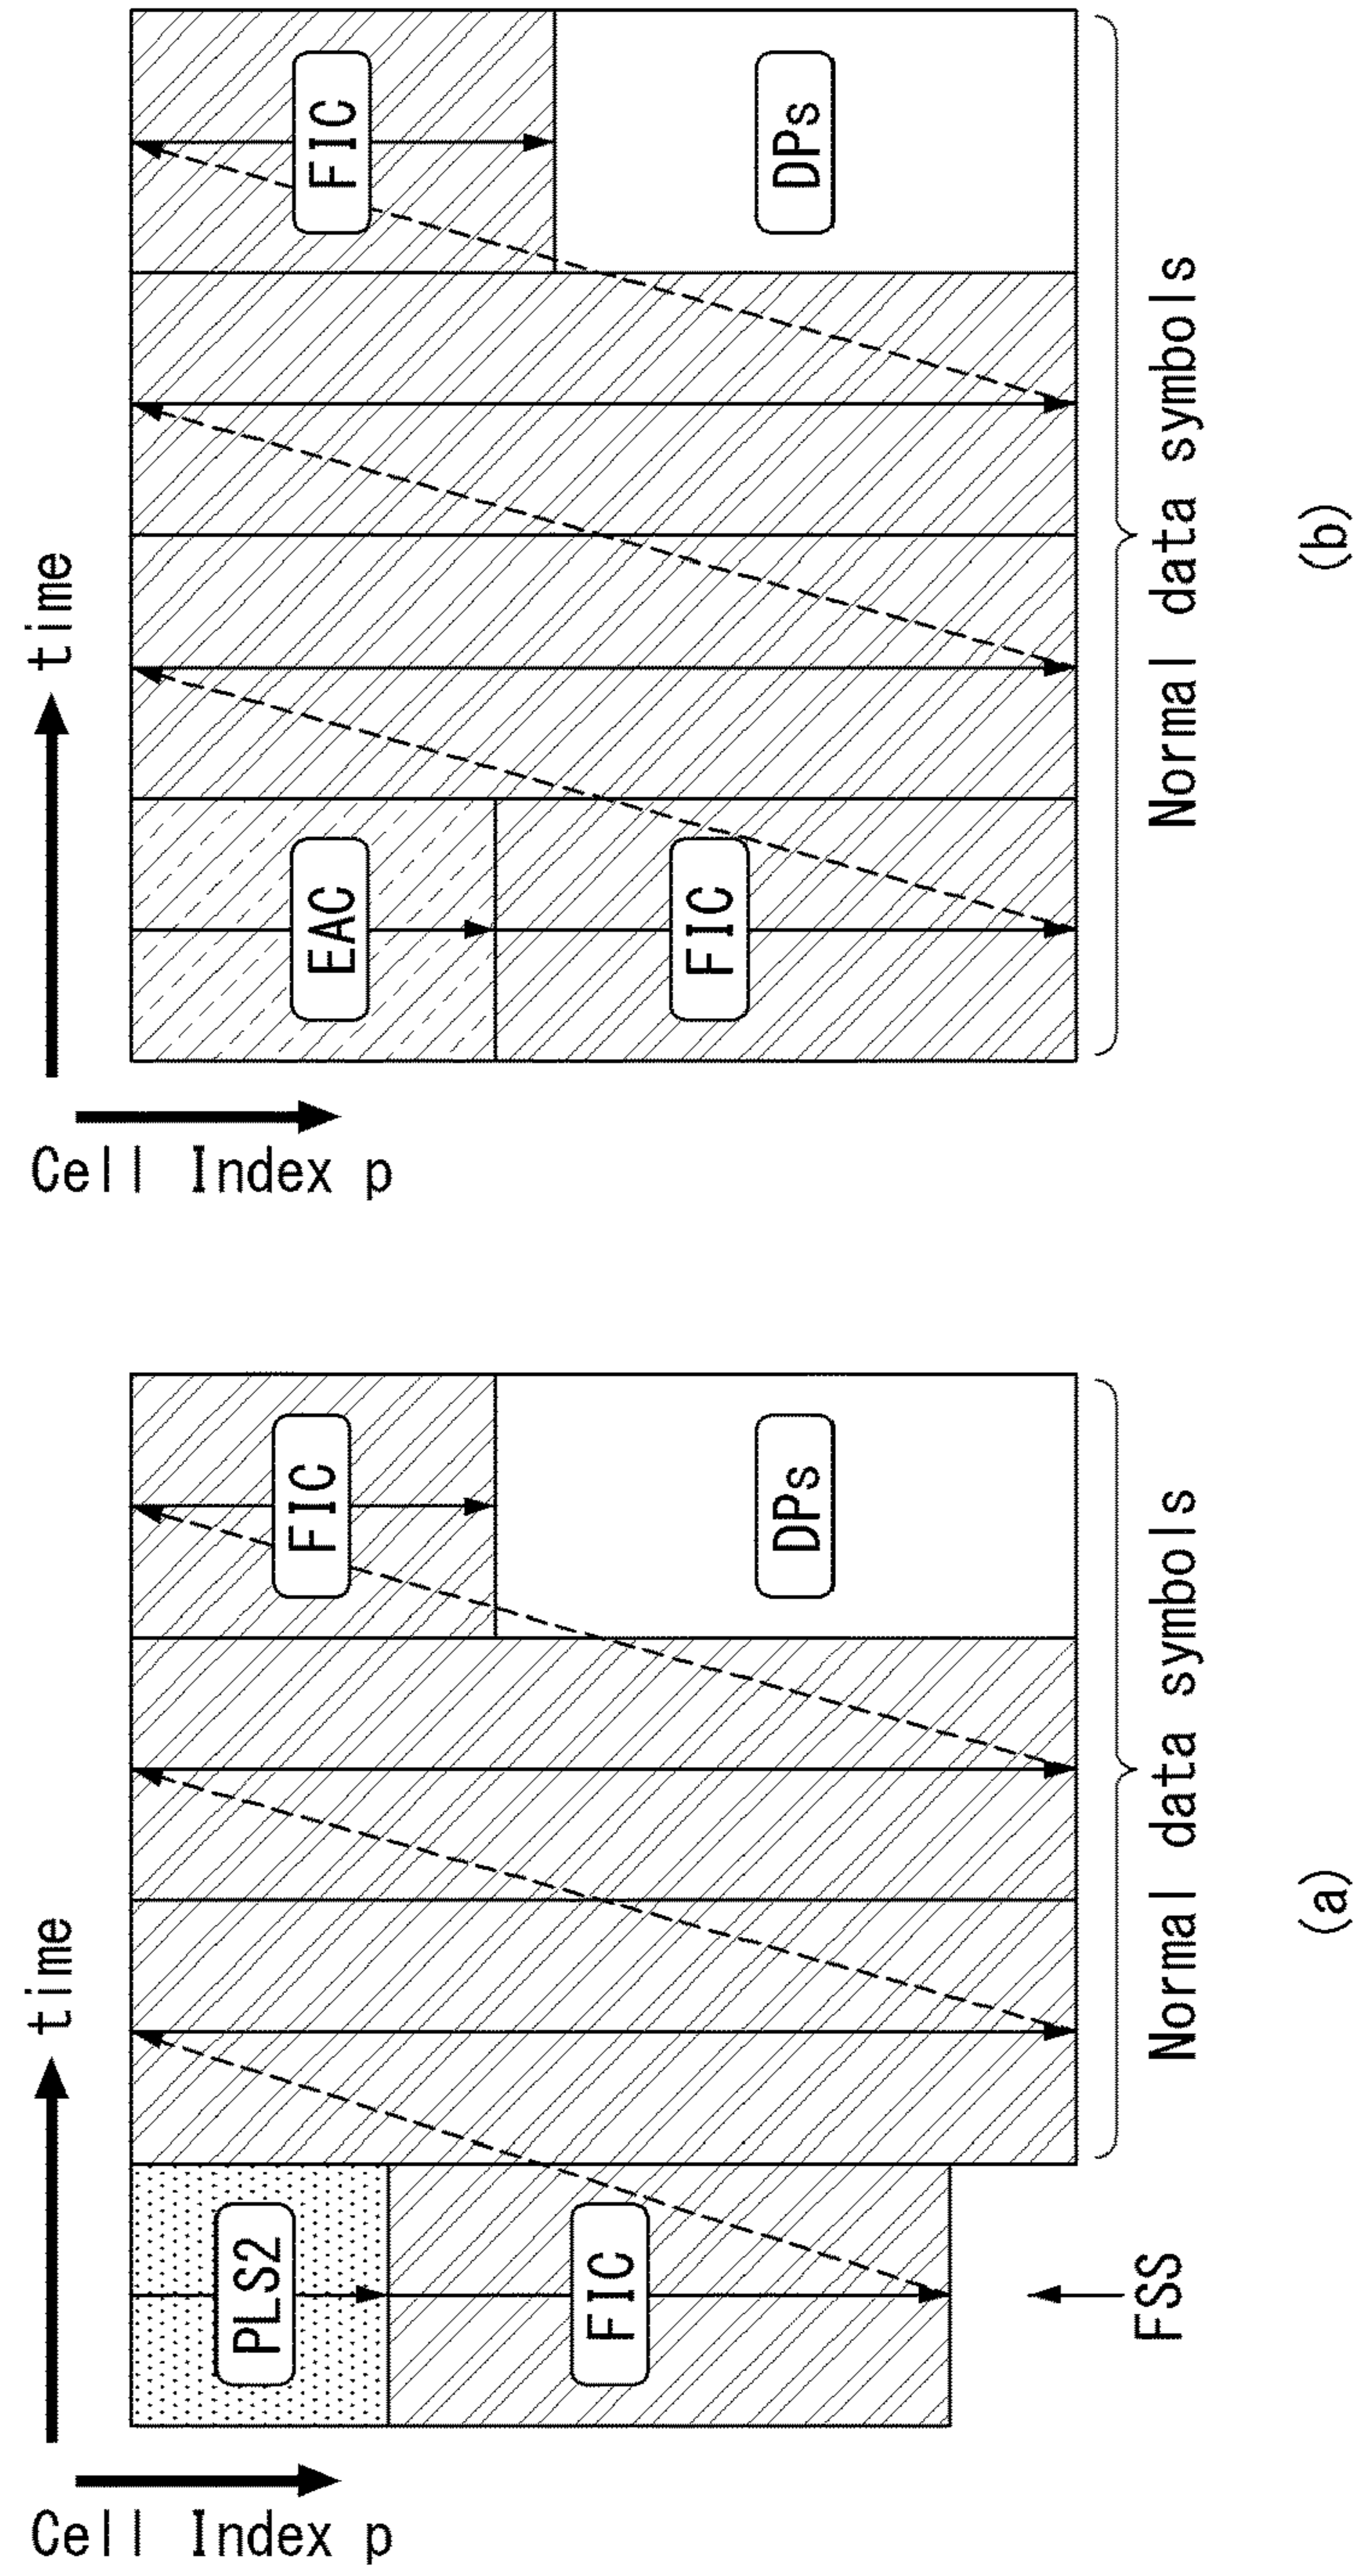 time
Cell Index p
PLS2
FIC
FIC
DPs
FSS
Normal data symbols
(a)
time
Cell Index p
EAC
FIC
FIC
DPs
Normal data symbols
(b)